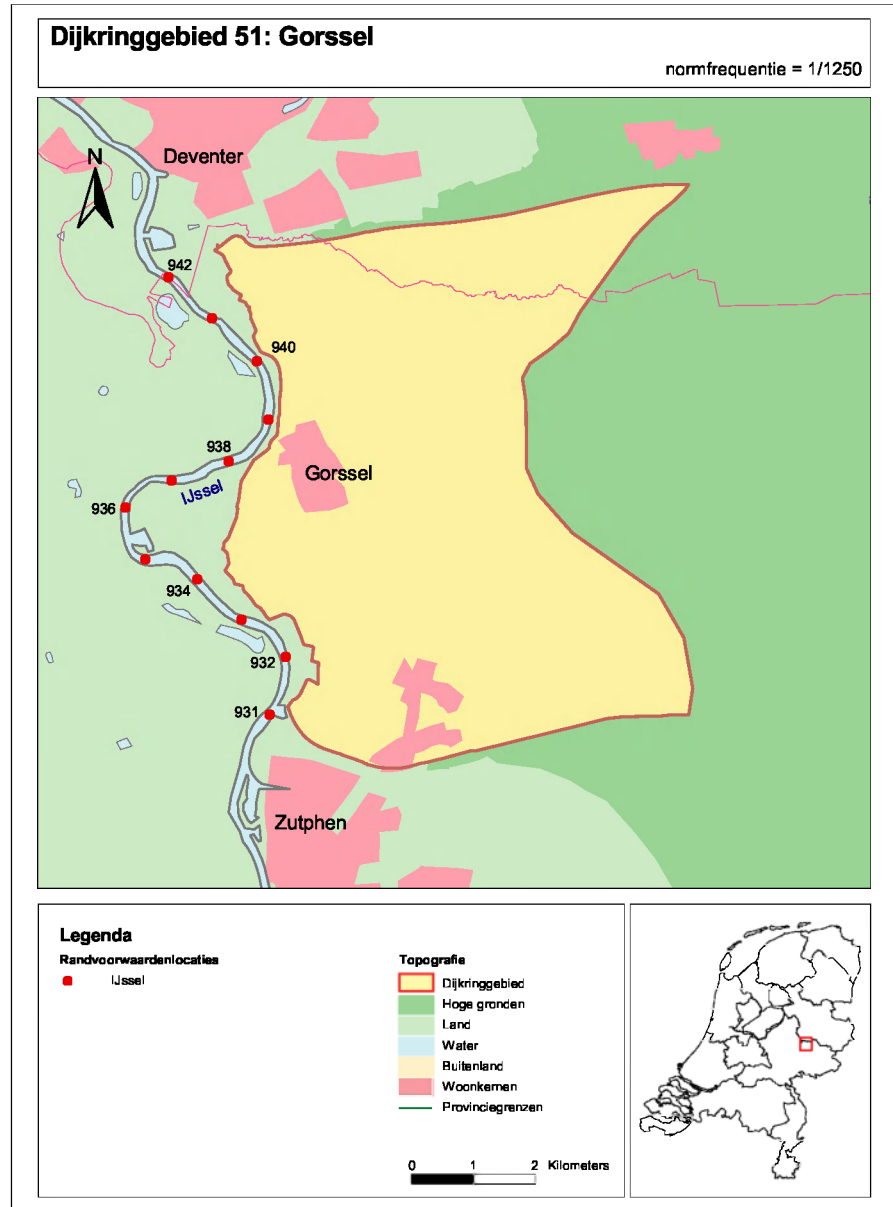 Dijkringgebied 51: Gorssel
normfrequentie = 1/1250
Deventer
N
942
940
938
Gorssel
IJssel
936
934
932
931
Zutphen
Legenda
Randvoorwaardenlocaties
IJssel
Topografie
Dijkringgebied
Hoge gronden
Land
Water
Buitenland
Woonkernen
Provinciegrenzen
0 1 2 Kilometers